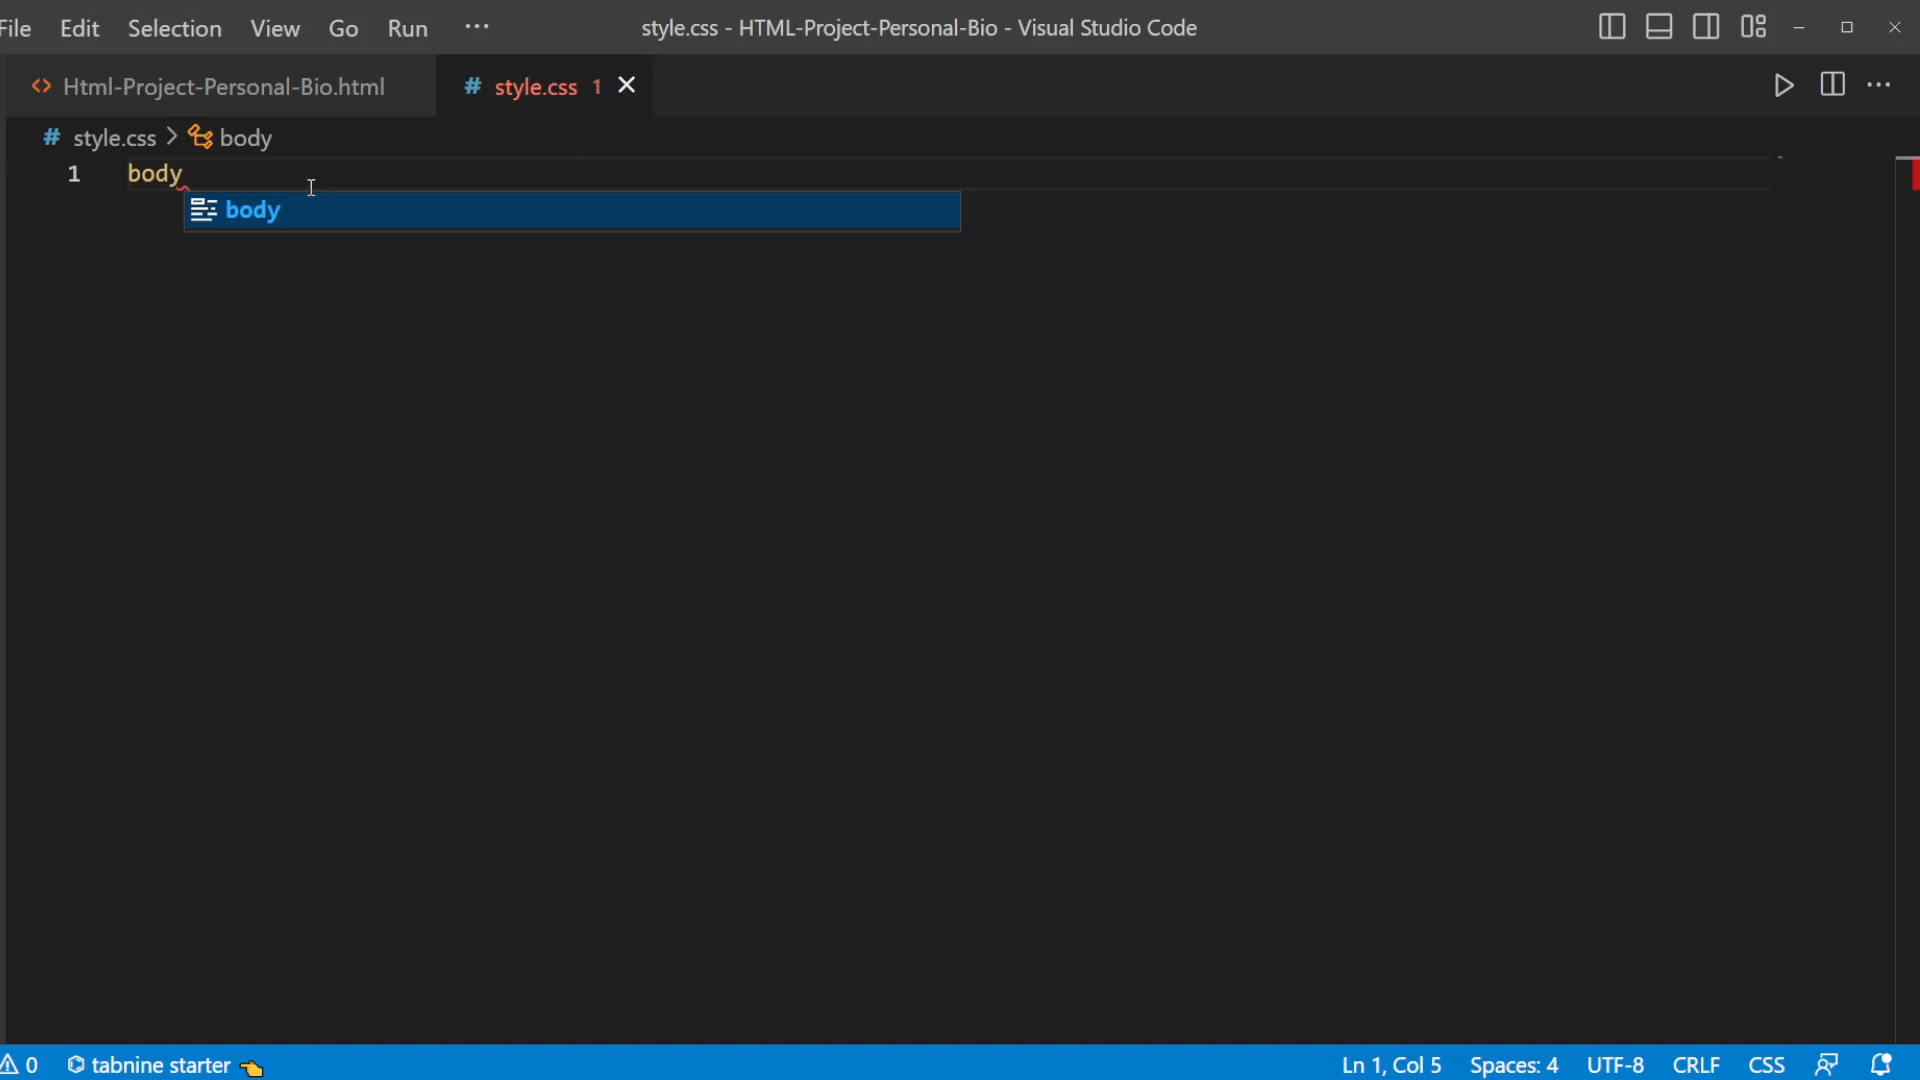 File Edit Selection View Go Run ··· style.css - HTML-Project-Personal-Bio - Visual Studio Code
<> Html-Project-Personal-Bio.html # style.css 1
# style.css > body
1 body
body
0 tabnine starter Ln 1, Col 5 Spaces: 4 UTF-8 CRLF CSS